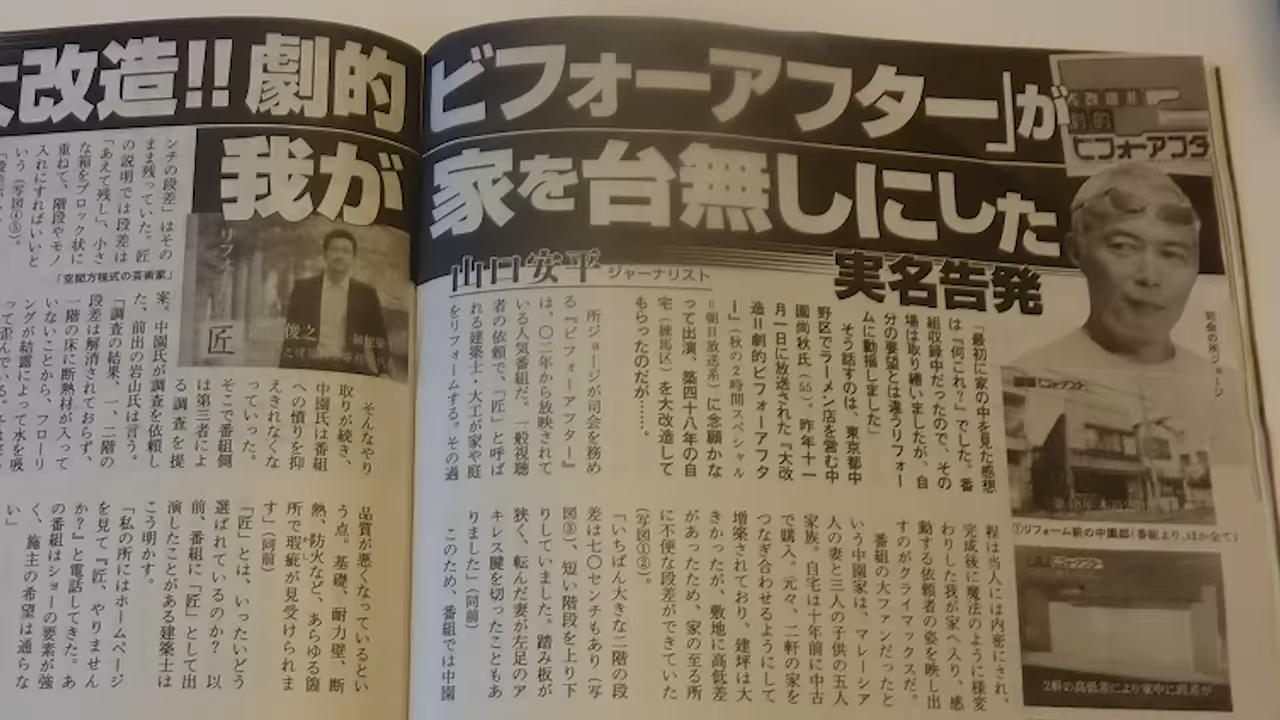 大改造!!劇的ビフォーアフター」が
我が家を台無しにした
実名告発
山口安平 ジャーナリスト
大改造!!
劇的
ビフォーアフタ
「最初に家の中を見た感想
は『何これ?』でした。番
組収録中だったので、その
場は取り繕いましたが、自
分の要望とは違うリフォー
ムに動揺しました」
そう話すのは、東京都中
野区でラーメン店を営む中
園尚秋氏(55)。昨年十一
月一日に放送された『大改
造!!劇的ビフォーアフタ
ー』(秋の2時間スペシャル
=朝日放送系)に念願かな
って出演、築四十八年の自
宅(練馬区)を大改造して
もらったのだが……。
所ジョージが司会を務め
る『ビフォーアフター』
は、〇二年から放映されて
いる人気番組だ。一般視聴
者の依頼で、「匠」と呼ば
れる建築士・大工が家や庭
をリフォームする。その過
程は当人には内密にされ、
完成後に魔法のように様変
わりした我が家へ入り、感
動する依頼者の姿を映し出
すのがクライマックスだ。
番組の大ファンだったと
いう中園家は、マレーシア
人の妻と三人の子供の五人
家族。自宅は十年前に中古
で購入。元々、二軒の家を
つなぎ合わせるようにして
増築されており、建坪は大
きかったが、敷地に高低差
があったため、家の至る所
に不便な段差ができていた
(写図①②)。
「いちばん大きな二階の段
差は七〇センチもあり(写
図③)、短い階段を上り下
りしていました。踏み板が
狭く、転んだ妻が左足のア
キレス腱を切ったこともあ
りました」(同前)
このため、番組では中園
司会の所ジョージ
①リフォーム前の中園邸(番組より、ほか全て)
2軒の高低差により家中に段差が
ンチの段差」はその
まま残っていた。匠
の説明では段差は
「あえて残し」、小さ
な箱をブロック状に
重ねて、階段やモノ
入れにすればいいと
いう(写図④⑤)。
「空間方程式の芸術家」
匠
俊之
そんなやり
取りが続き、
中園氏は番組
への憤りを抑
えきれなくな
っていった。
そこで番組側
は第三者によ
る調査を提
案。中園氏が調査を依頼し
た、前出の岩山氏は言う。
「調査の結果、一、二階の
段差は解消されておらず、
一階の床に断熱材が入って
いないことから、フローリ
ングが結露によって水を吸
って歪んでいる。
品質が悪くなっているとい
う点。基礎、耐力壁、断
熱、防火など、あらゆる箇
所で瑕疵が見受けられま
す」(同前)
「匠」とは、いったいどう
選ばれているのか? 以
前、番組に「匠」として出
演したことがある建築士は
こう明かす。
「私の所にはホームページ
を見て『匠、やりません
か?』と電話してきた。あ
の番組はショーの要素が強
く、施主の希望は通らな
い」